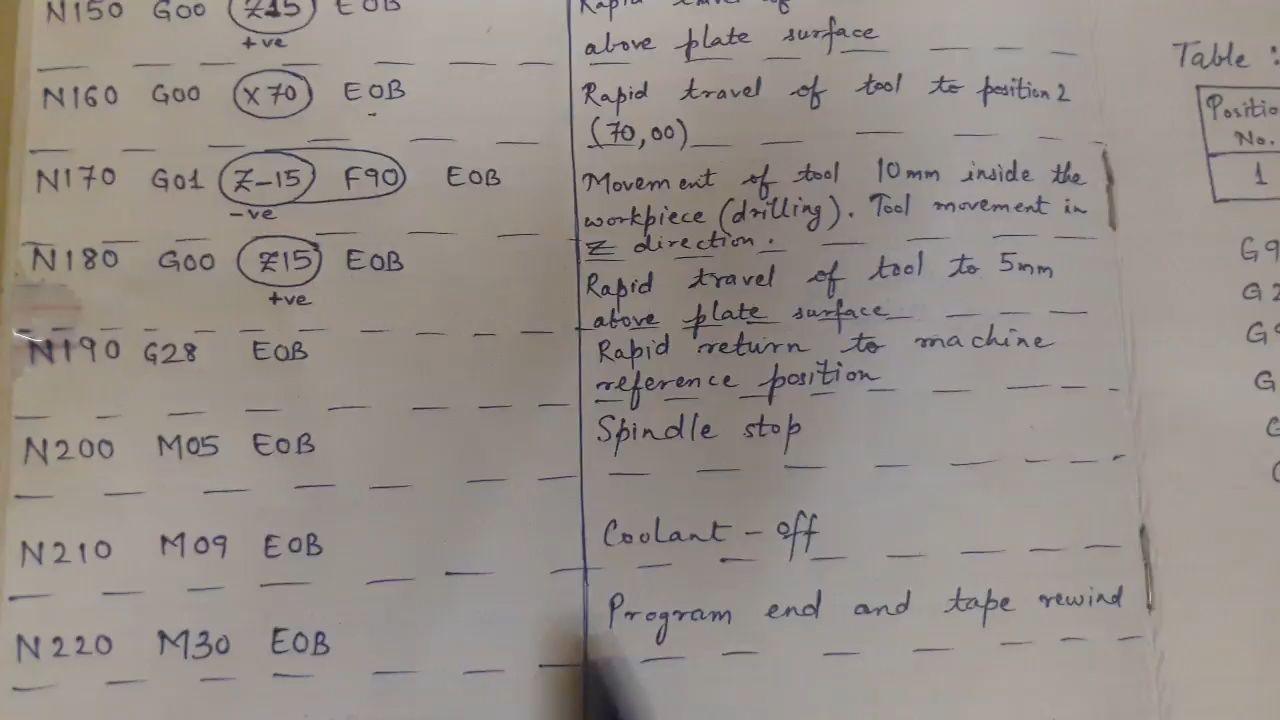 N150 G00 Z15 EOB
+ve
above plate surface
N160 G00 X70 EOB
Rapid travel of tool to position 2
(70,00)
N170 G01 Z-15 F90 EOB
-ve
Movement of tool 10mm inside the
workpiece (drilling). Tool movement in
Z direction.
N180 G00 Z15 EOB
+ve
Rapid travel of tool to 5mm
above plate surface
N190 G28 EOB
Rapid return to machine
reference position
N200 M05 EOB
Spindle stop
N210 M09 EOB
Coolant - off
N220 M30 EOB
Program end and tape rewind
Table :
No.
1